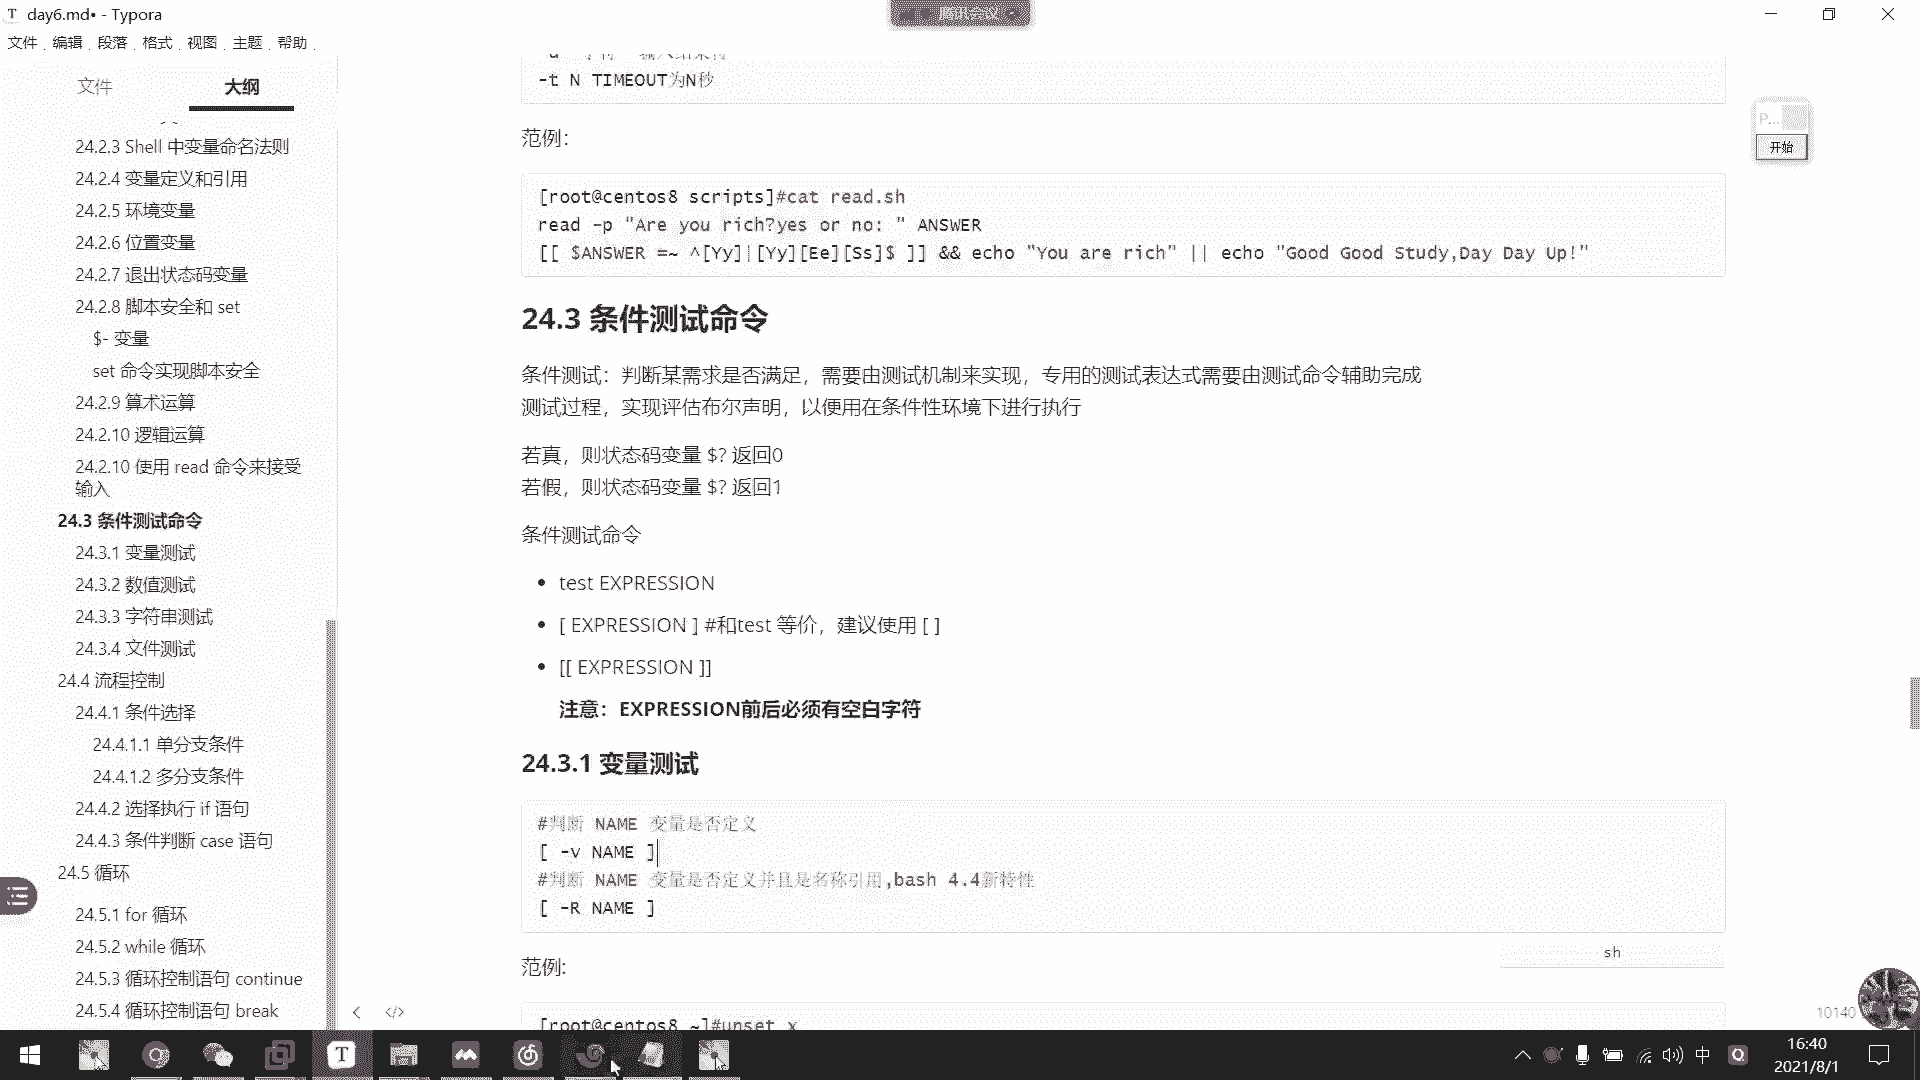 day6.md• - Typora
腾讯会议
文件 编辑 段落 格式 视图 主题 帮助
文件
大纲
24.2.3 Shell 中变量命名法则
24.2.4 变量定义和引用
24.2.5 环境变量
24.2.6 位置变量
24.2.7 退出状态码变量
24.2.8 脚本安全和 set
$- 变量
set 命令实现脚本安全
24.2.9 算术运算
24.2.10 逻辑运算
24.2.10 使用 read 命令来接受
输入
24.3 条件测试命令
24.3.1 变量测试
24.3.2 数值测试
24.3.3 字符串测试
24.3.4 文件测试
24.4 流程控制
24.4.1 条件选择
24.4.1.1 单分支条件
24.4.1.2 多分支条件
24.4.2 选择执行 if 语句
24.4.3 条件判断 case 语句
24.5 循环
24.5.1 for 循环
24.5.2 while 循环
24.5.3 循环控制语句 continue
24.5.4 循环控制语句 break
-t N TIMEOUT为N秒
范例：
[root@centos8 scripts]#cat read.sh
read -p "Are you rich?yes or no: " ANSWER
[[ $ANSWER =~ ^[Yy]|[Yy][Ee][Ss]$ ]] && echo "You are rich" || echo "Good Good Study,Day Day Up!"
24.3 条件测试命令
条件测试：判断某需求是否满足，需要由测试机制来实现，专用的测试表达式需要由测试命令辅助完成
测试过程，实现评估布尔声明，以便用在条件性环境下进行执行
若真，则状态码变量 $? 返回0
若假，则状态码变量 $? 返回1
条件测试命令
• test EXPRESSION
• [ EXPRESSION ] #和test 等价，建议使用 [ ]
• [[ EXPRESSION ]]
注意：EXPRESSION前后必须有空白字符
24.3.1 变量测试
#判断 NAME 变量是否定义
[ -v NAME ]
#判断 NAME 变量是否定义并且是名称引用,bash 4.4新特性
[ -R NAME ]
sh
范例:
[root@centos8 ~]#unset x
P...
开始
10140
中
16:40
2021/8/1